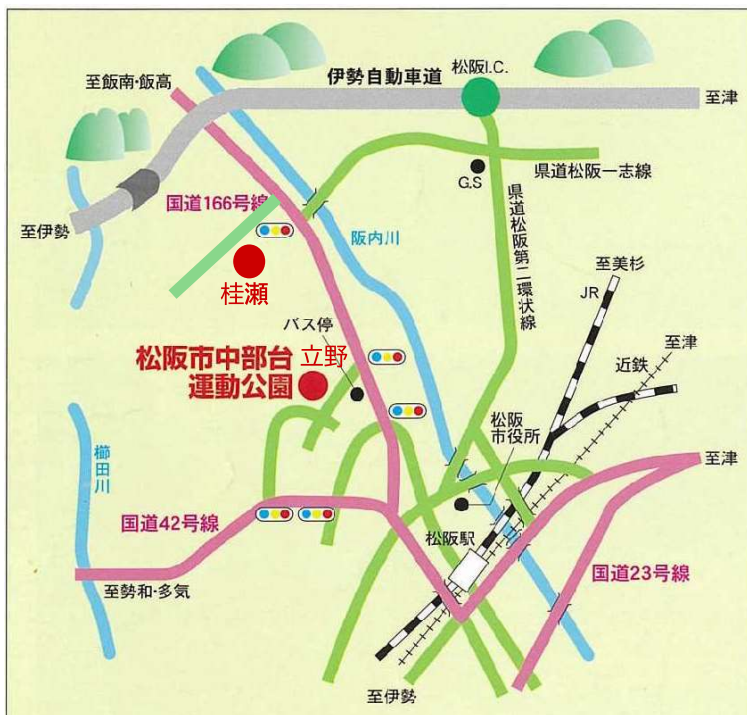 伊勢自動車道
松阪I.C.
至飯南・飯高
至津
G.S
県道松阪一志線
国道166号線
至伊勢
阪内川
県道松阪第二環状線
至美杉
JR
桂瀬
バス停
至津
近鉄
松阪市中部台
運動公園
立野
松阪
市役所
櫛田川
至津
国道42号線
松阪駅
国道23号線
至勢和・多気
至伊勢